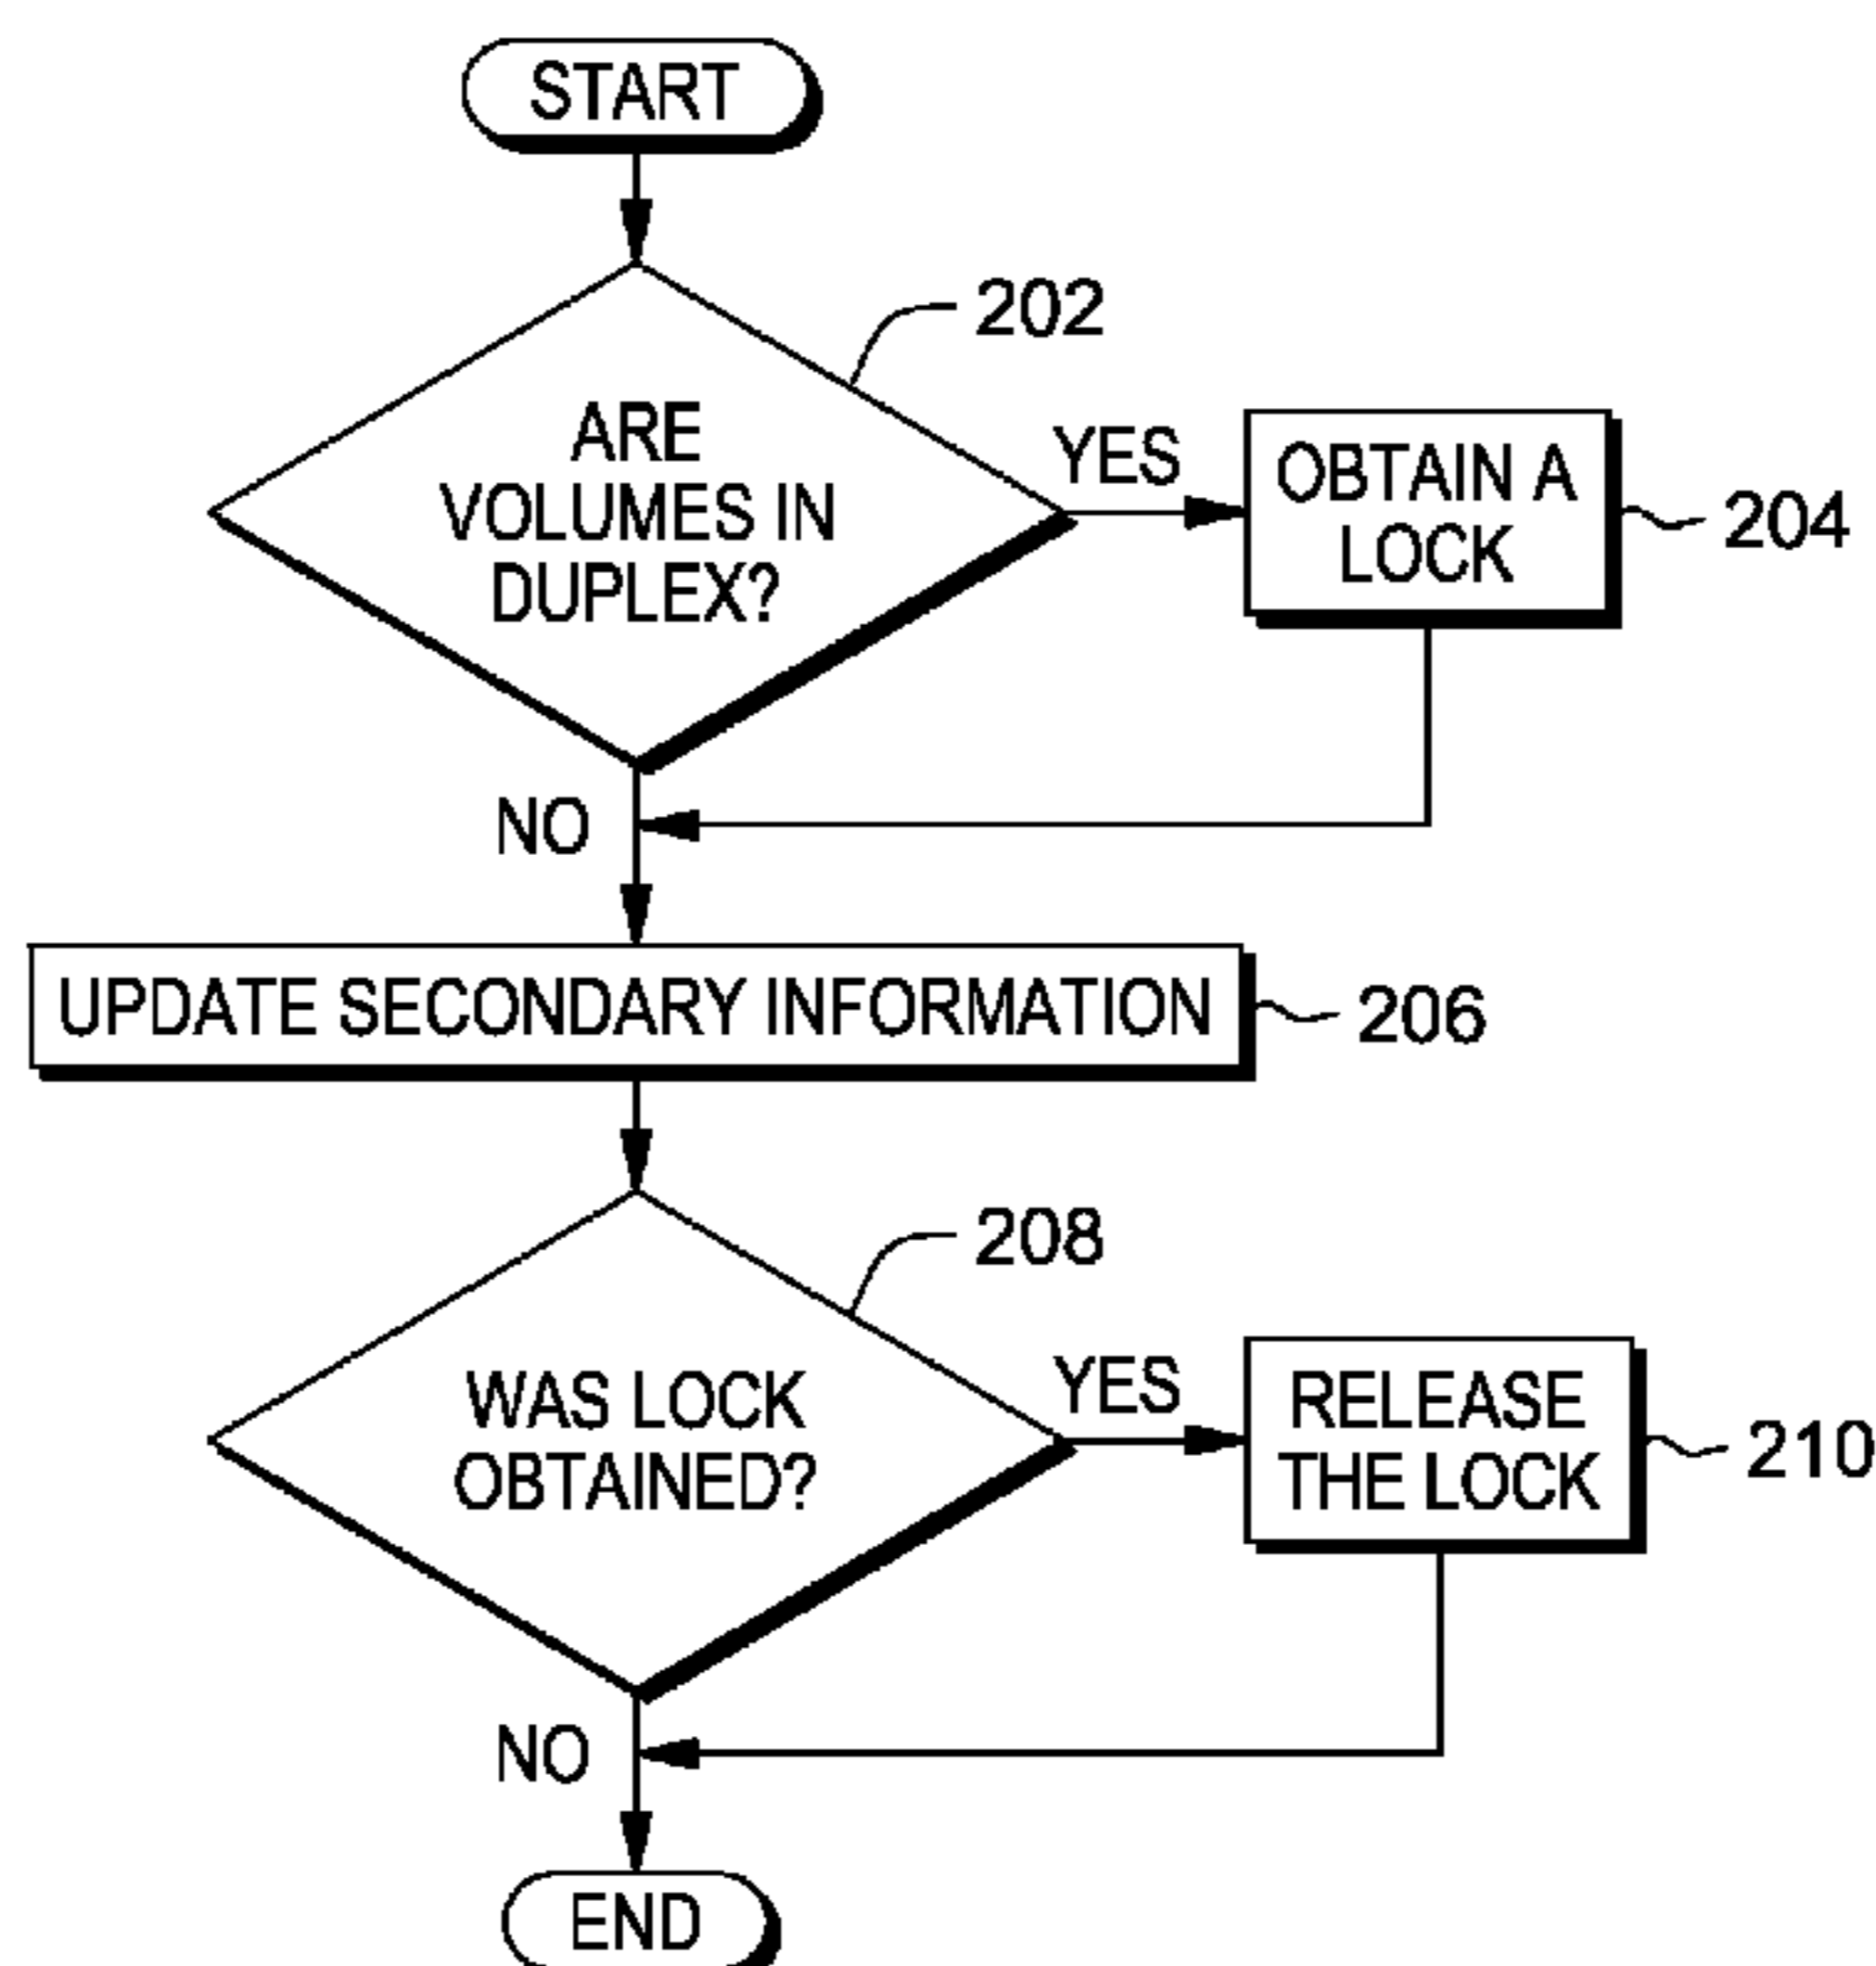 START
202
ARE
VOLUMES IN
DUPLEX?
YES
OBTAIN A
LOCK
204
NO
UPDATE SECONDARY INFORMATION
206
208
WAS LOCK
OBTAINED?
YES
RELEASE
THE LOCK
210
NO
END